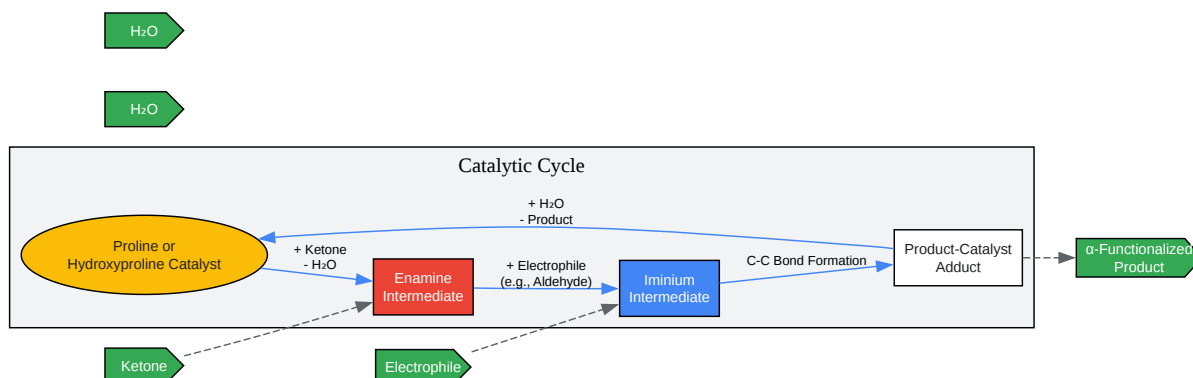 H₂O
H₂O
Catalytic Cycle
+ H₂O
- Product
Proline or
Hydroxyproline Catalyst
+ Ketone
- H₂O
Enamine
Intermediate
+ Electrophile
(e.g., Aldehyde)
Iminium
Intermediate
C-C Bond Formation
Product-Catalyst
Adduct
α-Functionalized
Product
Ketone
Electrophile